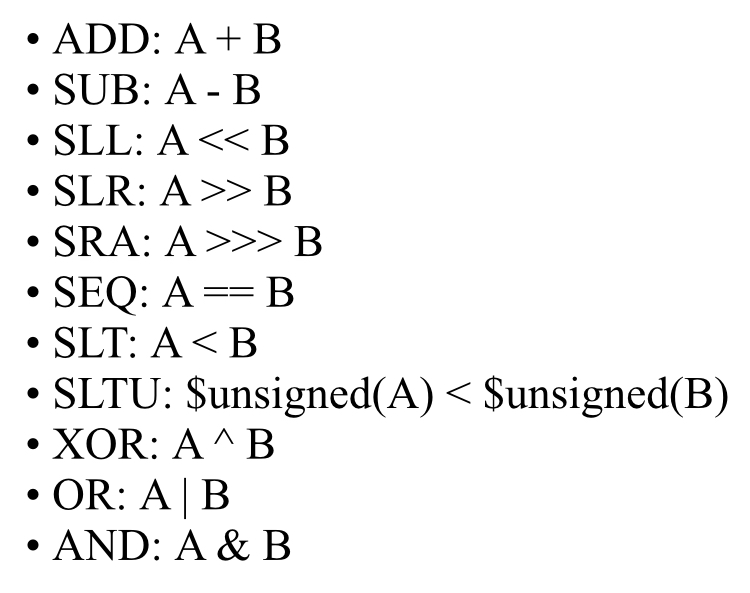 • ADD: A + B
• SUB: A - B
• SLL: A << B
• SLR: A >> B
• SRA: A >>> B
• SEQ: A == B
• SLT: A < B
• SLTU: $unsigned(A) < $unsigned(B)
• XOR: A ^ B
• OR: A | B
• AND: A & B